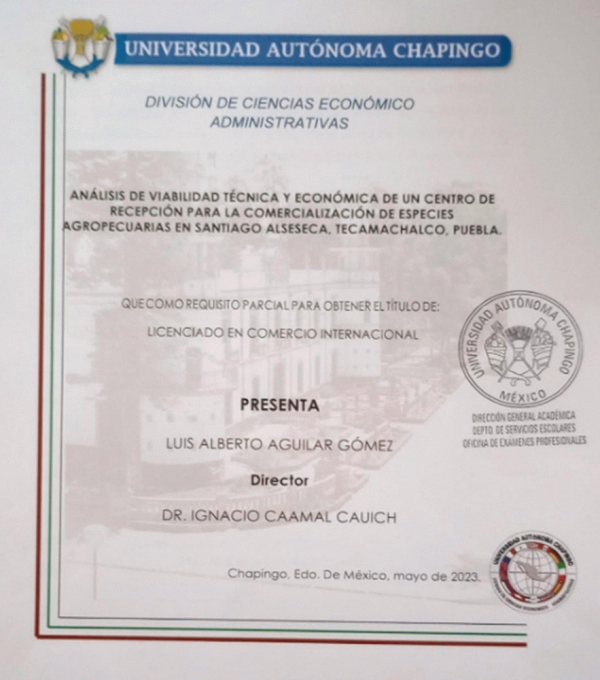 UNIVERSIDAD AUTÓNOMA CHAPINGO
DIVISIÓN DE CIENCIAS ECONÓMICO
ADMINISTRATIVAS
ANÁLISIS DE VIABILIDAD TÉCNICA Y ECONÓMICA DE UN CENTRO DE
RECEPCIÓN PARA LA COMERCIALIZACIÓN DE ESPECIES
AGROPECUARIAS EN SANTIAGO ALSESECA, TECAMACHALCO, PUEBLA.
QUE COMO REQUISITO PARCIAL PARA OBTENER EL TÍTULO DE:
LICENCIADO EN COMERCIO INTERNACIONAL
UNIVERSIDAD AUTÓNOMA CHAPINGO
MÉXICO
DIRECCIÓN GENERAL ACADÉMICA
DEPTO. DE SERVICIOS ESCOLARES
OFICINA DE EXÁMENES PROFESIONALES
PRESENTA
LUIS ALBERTO AGUILAR GÓMEZ
Director
DR. IGNACIO CAAMAL CAUICH
Chapingo, Edo. De México, mayo de 2023.
UNIVERSIDAD AUTONOMA CHAPINGO